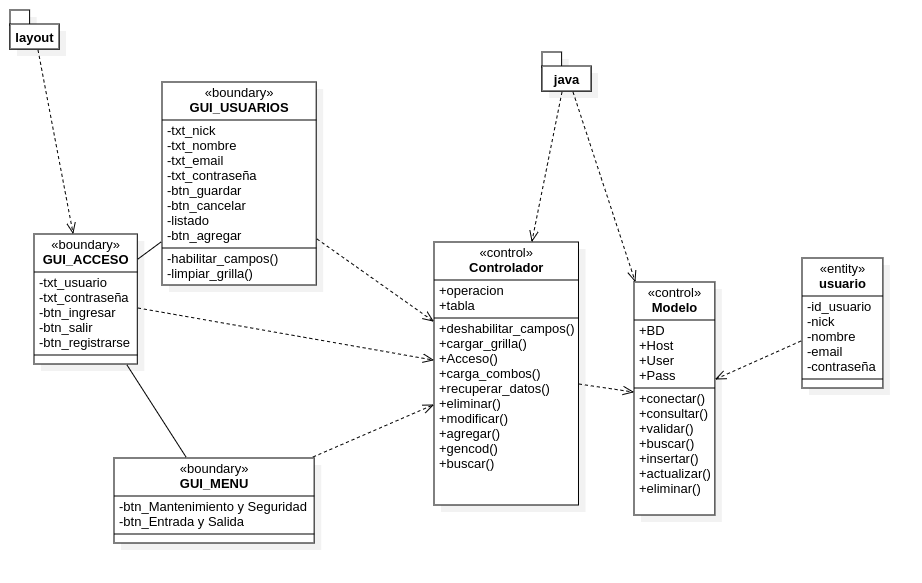 layout
java
«boundary»
GUI_USUARIOS
-txt_nick
-txt_nombre
-txt_email
-txt_contraseña
-btn_guardar
-btn_cancelar
-listado
-btn_agregar
-habilitar_campos()
-limpiar_grilla()
«boundary»
GUI_ACCESO
-txt_usuario
-txt_contraseña
-btn_ingresar
-btn_salir
-btn_registrarse
«boundary»
GUI_MENU
-btn_Mantenimiento y Seguridad
-btn_Entrada y Salida
«control»
Controlador
+operacion
+tabla
+deshabilitar_campos()
+cargar_grilla()
+Acceso()
+carga_combos()
+recuperar_datos()
+eliminar()
+modificar()
+agregar()
+gencod()
+buscar()
«control»
Modelo
+BD
+Host
+User
+Pass
+conectar()
+consultar()
+validar()
+buscar()
+insertar()
+actualizar()
+eliminar()
«entity»
usuario
-id_usuario
-nick
-nombre
-email
-contraseña